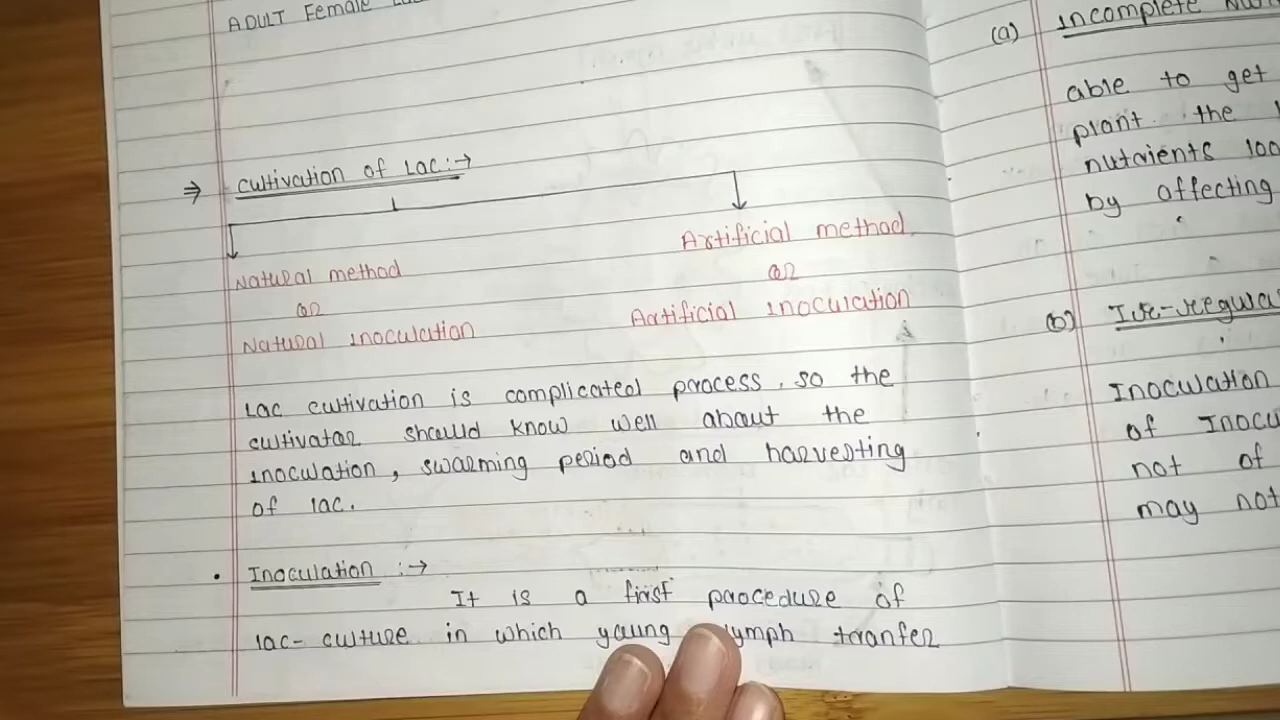 ADULT Female
⇒ cultivation of Lac:→
Natural method
or
Natural Inoculation
Artificial method
or
Artificial Inoculation
Lac cultivation is complicated process. so the
cultivator should know well about the
Inoculation, swarming period and harvesting
of lac.
• Inoculation :→
It is a first procedure of
lac- culture in which young tranfer
(a) Incomplete
able to get
plant. the
nutrients
by affecting
(b)
Inoculation
of
not of
may not